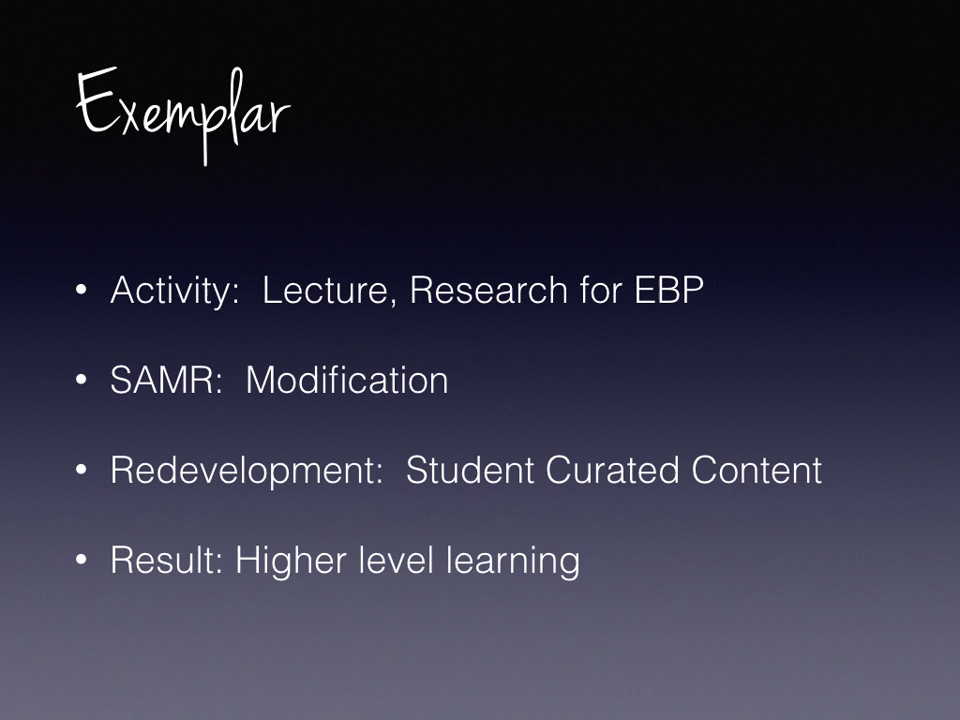 Exemplar
• Activity:  Lecture, Research for EBP
• SAMR:  Modification
• Redevelopment:  Student Curated Content
• Result: Higher level learning